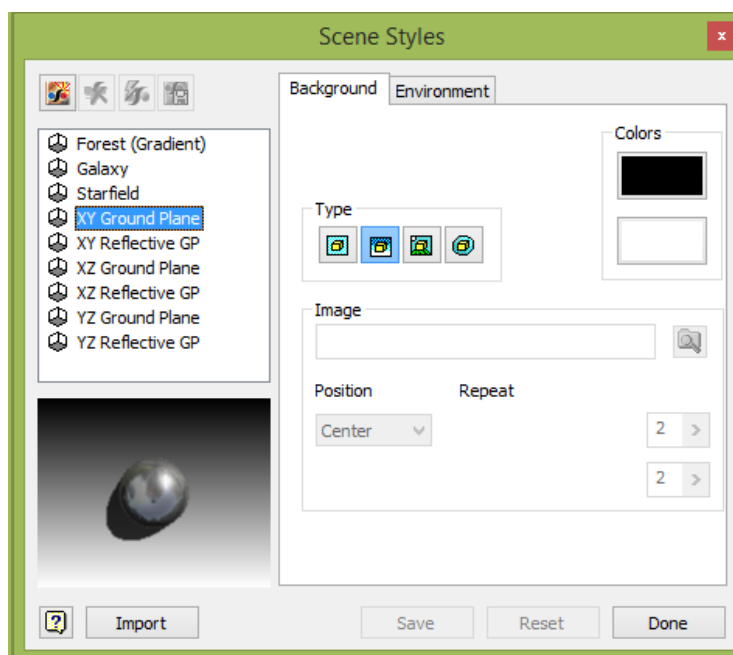 Scene Styles
x
Background
Environment
Forest (Gradient)
Galaxy
Starfield
XY Ground Plane
XY Reflective GP
XZ Ground Plane
XZ Reflective GP
YZ Ground Plane
YZ Reflective GP
Colors
Type
Image
Position
Repeat
Center
2
2
?
Import
Save
Reset
Done